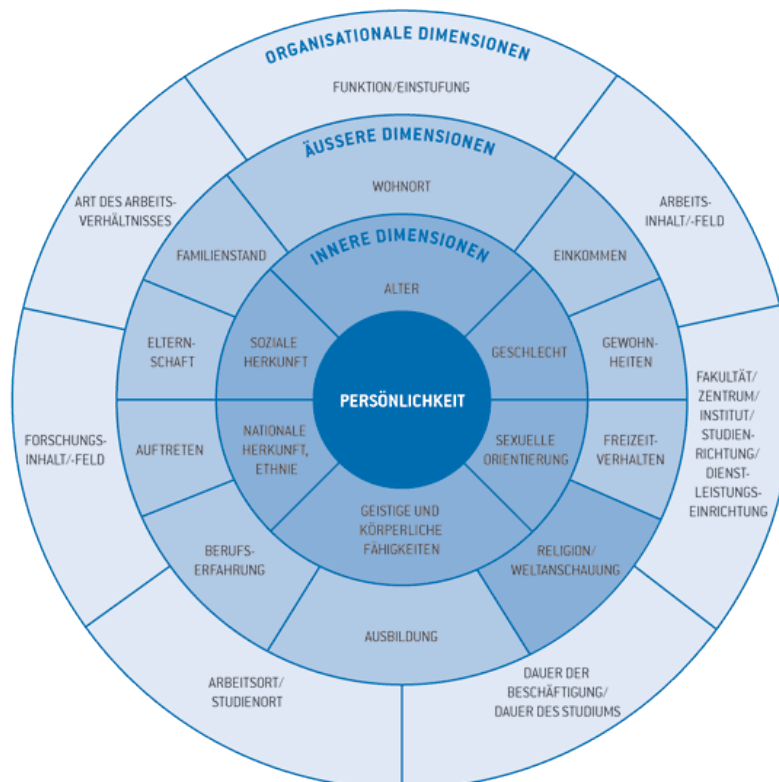 ORGANISATIONALE DIMENSIONEN
FUNKTION/EINSTUFUNG
ARBEITS-
INHALT/-FELD
FAKULTÄT/
ZENTRUM/
INSTITUT/
STUDIEN-
RICHTUNG/
DIENST-
LEISTUNGS-
EINRICHTUNG
DAUER DER
BESCHÄFTIGUNG/
DAUER DES STUDIUMS
ARBEITSORT/
STUDIENORT
FORSCHUNGS-
INHALT/-FELD
ART DES ARBEITS-
VERHÄLTNISSES
ÄUSSERE DIMENSIONEN
WOHNORT
EINKOMMEN
GEWOHN-
HEITEN
FREIZEIT-
VERHALTEN
RELIGION/
WELTANSCHAUUNG
AUSBILDUNG
BERUFS-
ERFAHRUNG
AUFTRETEN
ELTERN-
SCHAFT
FAMILIENSTAND
INNERE DIMENSIONEN
ALTER
GESCHLECHT
SEXUELLE
ORIENTIERUNG
GEISTIGE UND
KÖRPERLICHE
FÄHIGKEITEN
NATIONALE
HERKUNFT,
ETHNIE
SOZIALE
HERKUNFT
PERSÖNLICHKEIT